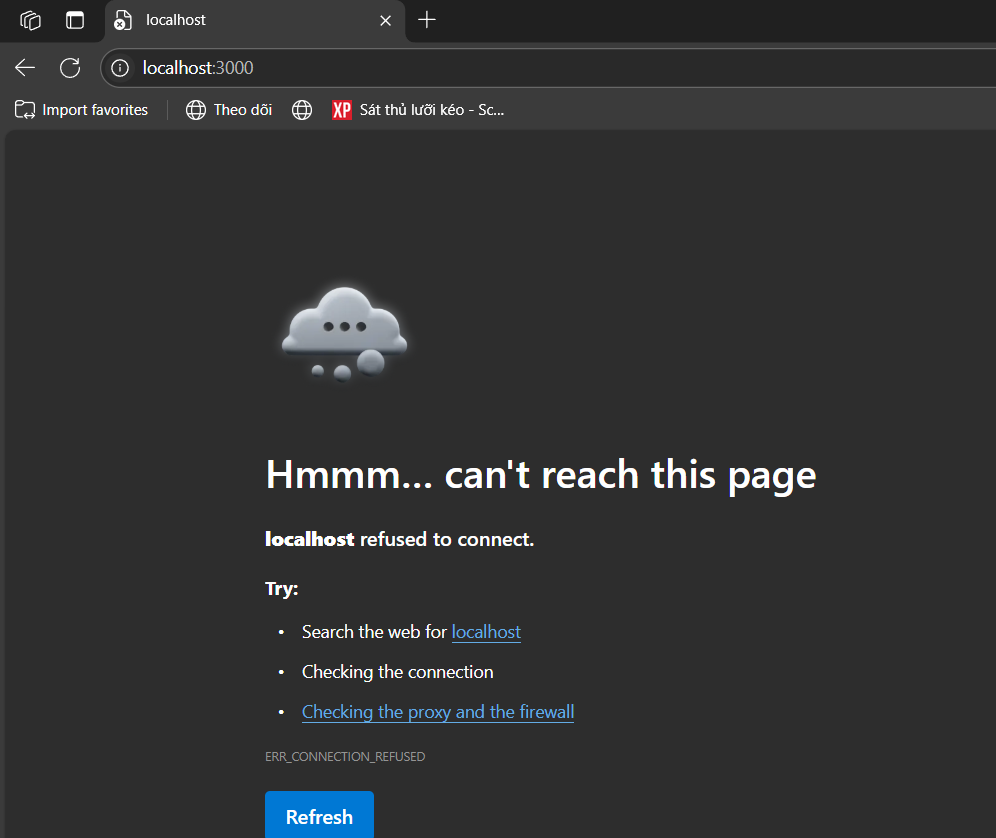 localhost
localhost:3000
Import favorites
Theo dõi
XP Sát thủ lưỡi kéo - Sc...
Hmmm... can't reach this page
localhost refused to connect.
Try:
• Search the web for localhost
• Checking the connection
• Checking the proxy and the firewall
ERR_CONNECTION_REFUSED
Refresh